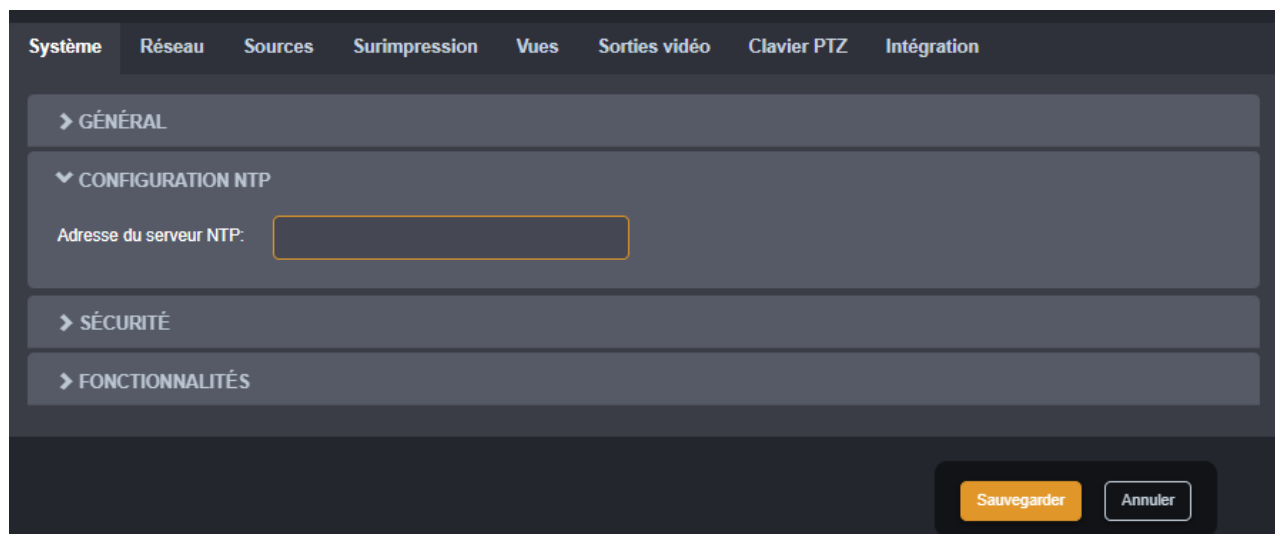 Système Réseau Sources Surimpression Vues Sorties vidéo Clavier PTZ Intégration
GÉNÉRAL
CONFIGURATION NTP
Adresse du serveur NTP:
SÉCURITÉ
FONCTIONNALITÉS
Sauvegarder Annuler